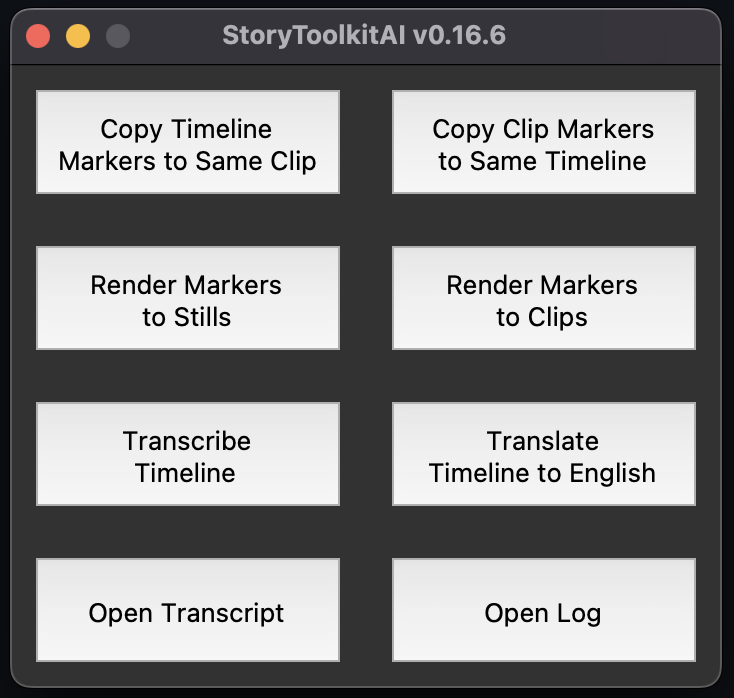 StoryToolkitAI v0.16.6
Copy Timeline
Markers to Same Clip
Copy Clip Markers
to Same Timeline
Render Markers
to Stills
Render Markers
to Clips
Transcribe
Timeline
Translate
Timeline to English
Open Transcript
Open Log